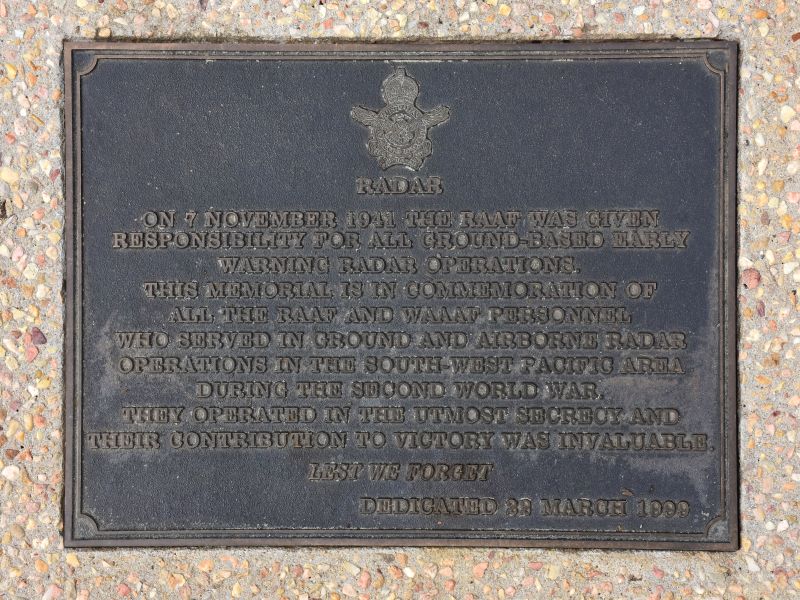 RADAR
ON 7 NOVEMBER 1941 THE RAAF WAS GIVEN
RESPONSIBILITY FOR ALL GROUND-BASED EARLY
WARNING RADAR OPERATIONS.
THIS MEMORIAL IS IN COMMEMORATION OF
ALL THE RAAF AND WAAAF PERSONNEL
WHO SERVED IN GROUND AND AIRBORNE RADAR
OPERATIONS IN THE SOUTH-WEST PACIFIC AREA
DURING THE SECOND WORLD WAR.
THEY OPERATED IN THE UTMOST SECRECY AND
THEIR CONTRIBUTION TO VICTORY WAS INVALUABLE.
LEST WE FORGET
DEDICATED MARCH 1999